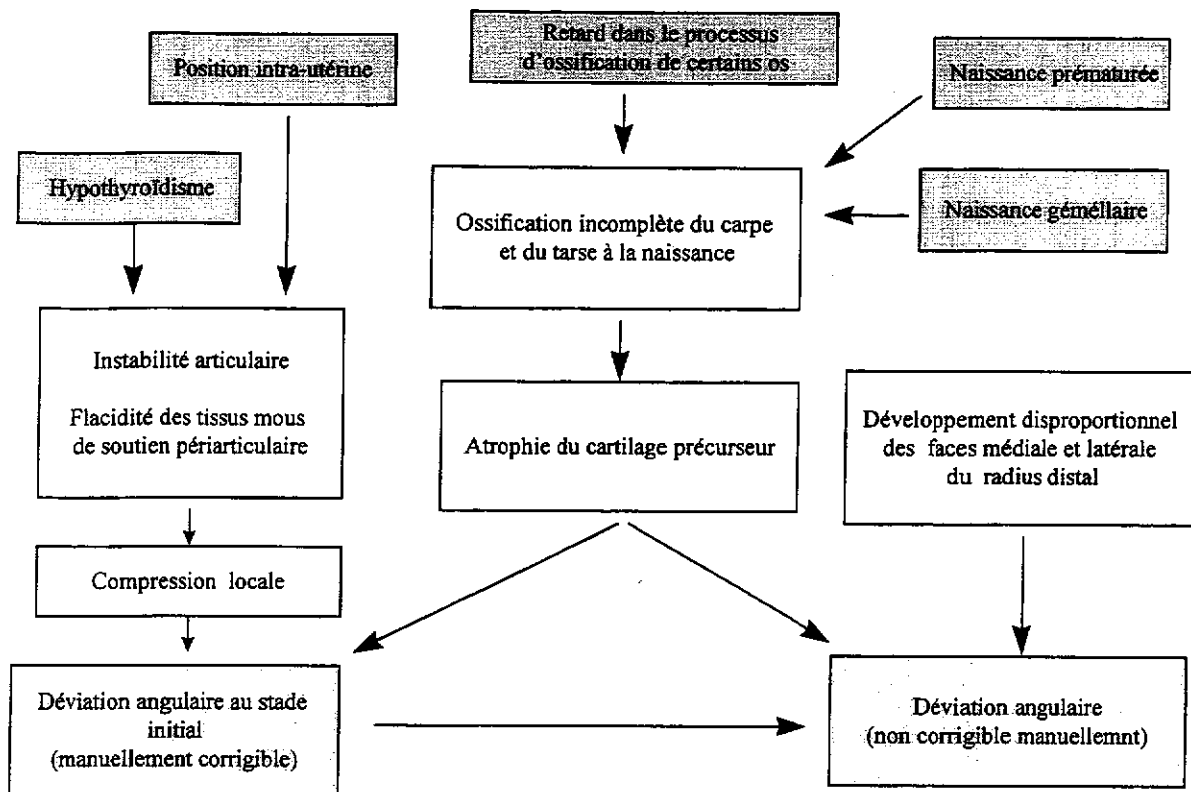 Retard dans le processus
d'ossification de certains os
Position intra-utérine
Naissance prématurée
Hypothyroïdisme
Naissance géméllaire
Ossification incomplète du carpe
et du tarse à la naissance
Instabilité articulaire
Flacidité des tissus mous
de soutien périarticulaire
Atrophie du cartilage précurseur
Développement disproportionnel
des faces médiale et latérale
du radius distal
Compression locale
Déviation angulaire au stade
initial
(manuellement corrigible)
Déviation angulaire
(non corrigible manuellemnt)